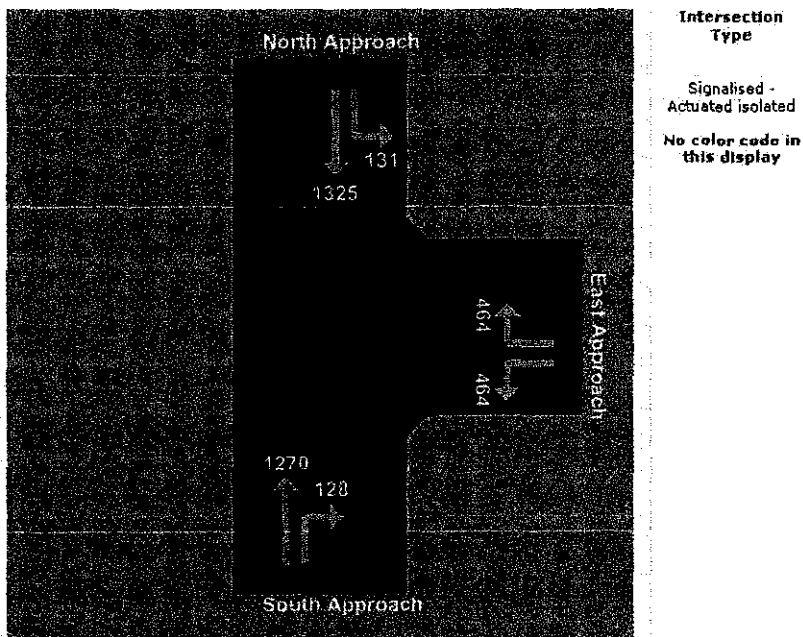 North Approach
131
1325
464
464
East Approach
1270
128
South Approach
Intersection
Type
Signalised -
Actuated isolated
No color code in
this display